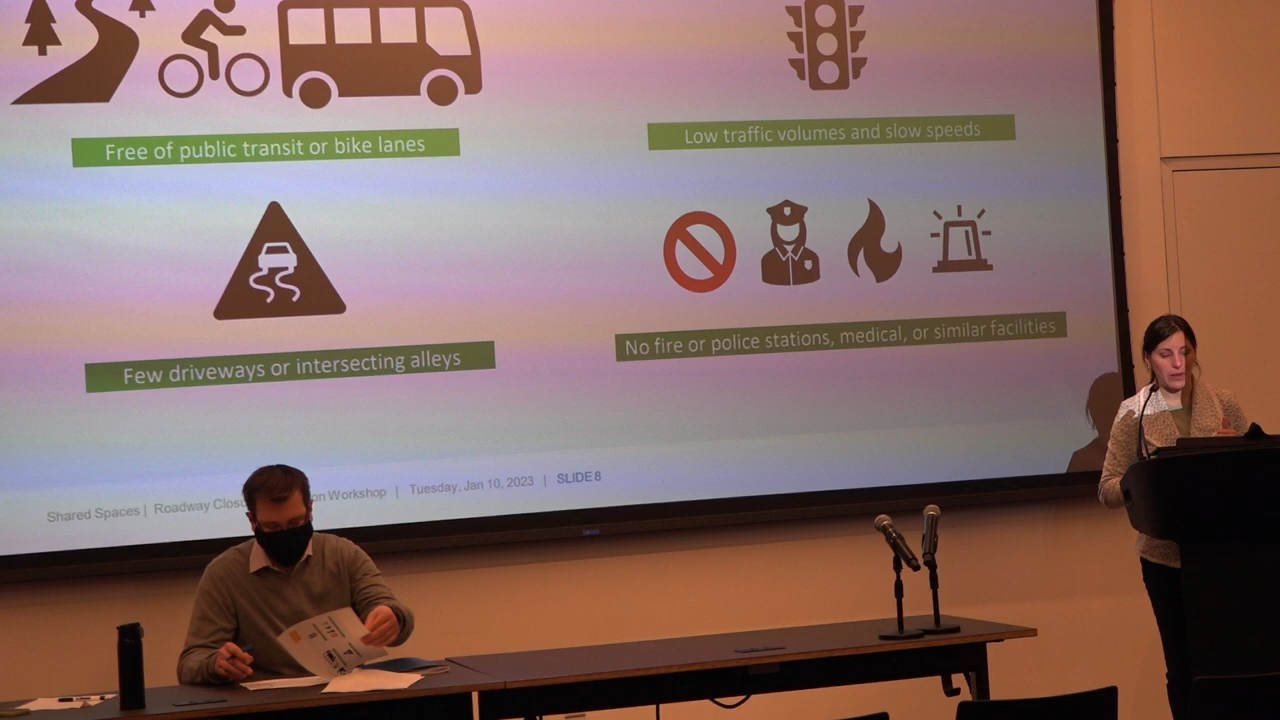 Free of public transit or bike lanes
Low traffic volumes and slow speeds
Few driveways or intersecting alleys
No fire or police stations, medical, or similar facilities
Shared Spaces | Roadway Closu on Workshop | Tuesday, Jan 10, 2023 | SLIDE 8